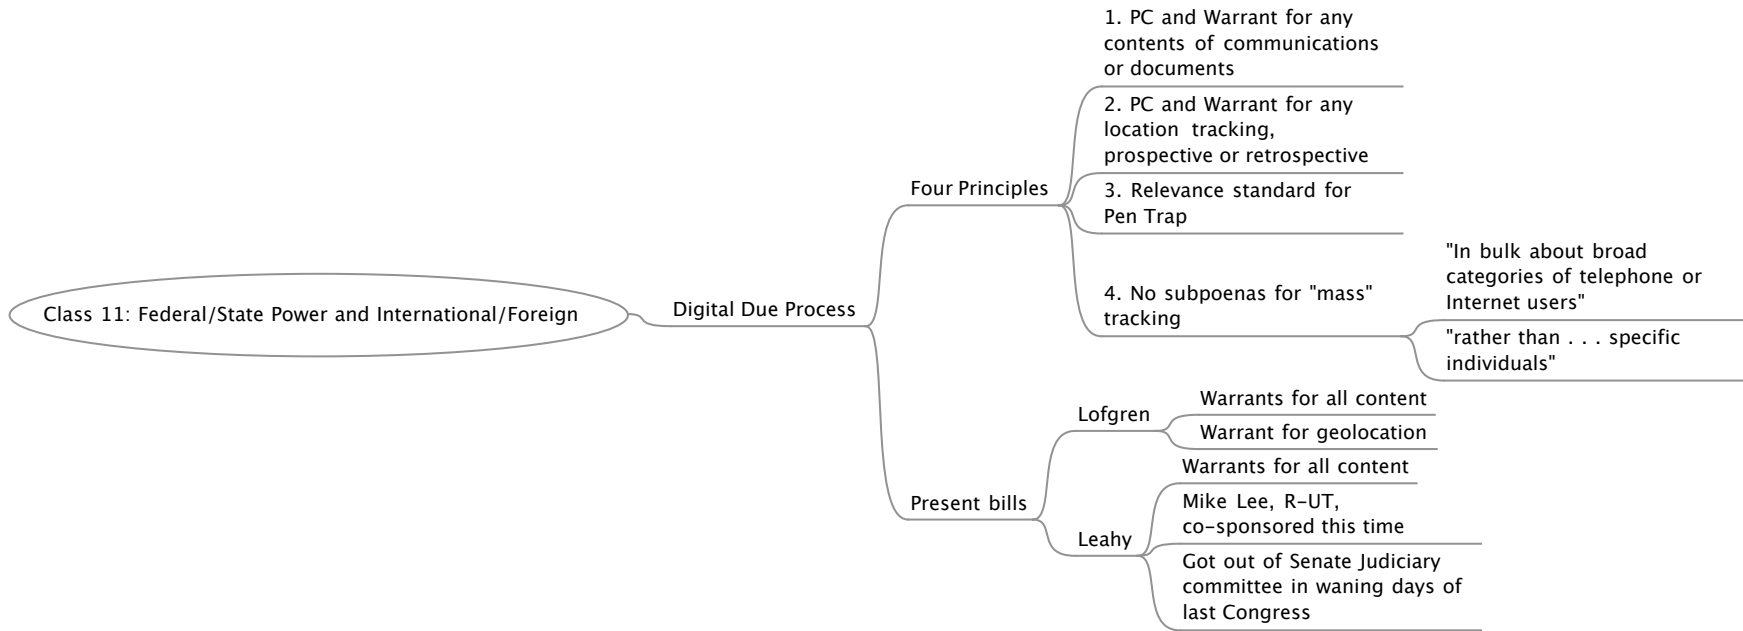 Class 11: Federal/State Power and International/Foreign
Digital Due Process
Four Principles
1. PC and Warrant for any
contents of communications
or documents
2. PC and Warrant for any
location tracking,
prospective or retrospective
3. Relevance standard for
Pen Trap
4. No subpoenas for "mass"
tracking
"In bulk about broad
categories of telephone or
Internet users"
"rather than . . . specific
individuals"
Present bills
Lofgren
Warrants for all content
Warrant for geolocation
Leahy
Warrants for all content
Mike Lee, R-UT,
co-sponsored this time
Got out of Senate Judiciary
committee in waning days of
last Congress